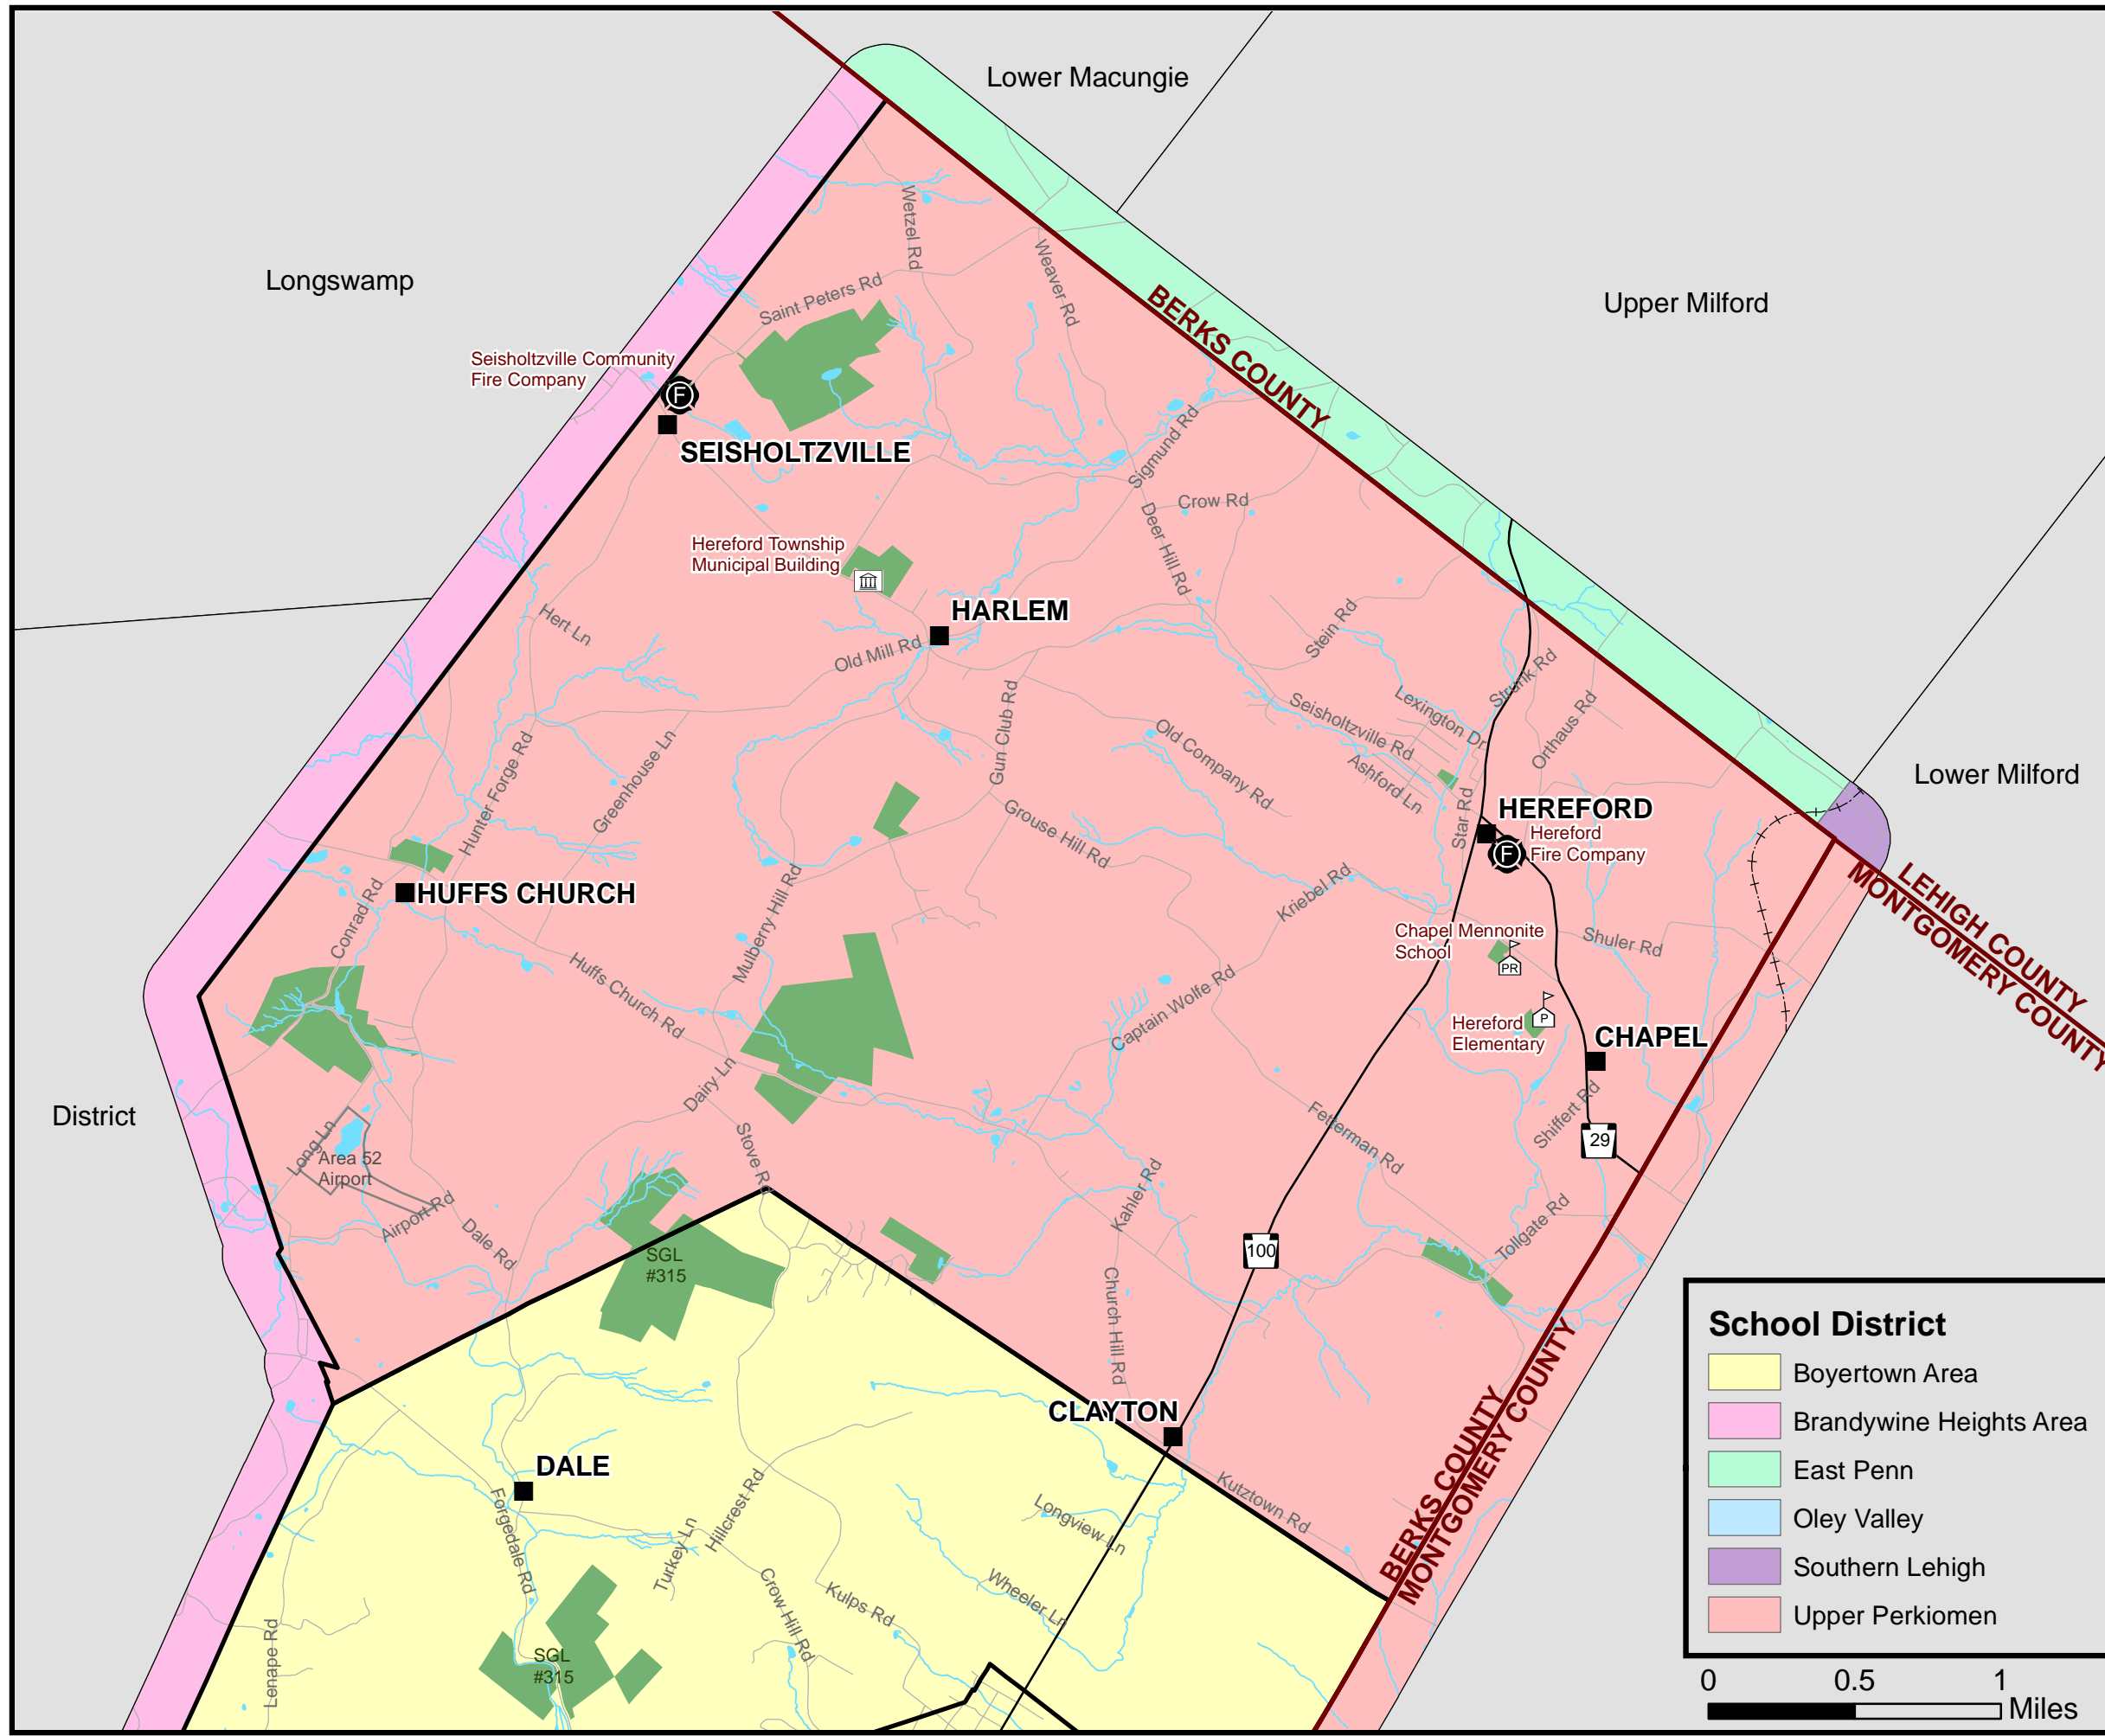 Lower Macungie
Longswamp
Upper Milford
Wetzel Rd
Weaver Rd
Saint Peters Rd
BERKS COUNTY
Seisholtzville Community
Fire Company
F
SEISHOLTZVILLE
Sigmund Rd
Crow Rd
Deer Hill Rd
Hereford Township
Municipal Building
HARLEM
Hert Ln
Old Mill Rd
Stein Rd
Strunk Rd
Lexington Dr
Orthaus Rd
Seisholtzville Rd
Gun Club Rd
Old Company Rd
Ashford Ln
Lower Milford
Hunter Forge Rd
Greenhouse Ln
Star Rd
HEREFORD
Hereford
Fire Company
F
Grouse Hill Rd
HUFFS CHURCH
Kriebel Rd
LEHIGH COUNTY
MONTGOMERY COUNTY
Conrad Rd
Mulberry Hill Rd
Chapel Mennonite
School
PR
Shuler Rd
Huffs Church Rd
Captain Wolfe Rd
Hereford
Elementary
P
CHAPEL
District
Dairy Ln
Stove R
Long Ln
Area 52
Airport
Fetterman Rd
Shiffert Rd
29
Airport Rd
Dale Rd
Kahler Rd
Tollgate Rd
SGL
#315
100
Church Hill Rd
CLAYTON
DALE
BERKS COUNTY
MONTGOMERY COUNTY
Kutztown Rd
Forgedale Rd
Hillcrest Rd
Turkey Ln
Longview Ln
Wheeler Ln
Crow Hill Rd
Kulps Rd
Lenape Rd
SGL
#315
School District
Boyertown Area
Brandywine Heights Area
East Penn
Oley Valley
Southern Lehigh
Upper Perkiomen
0 0.5 1
Miles